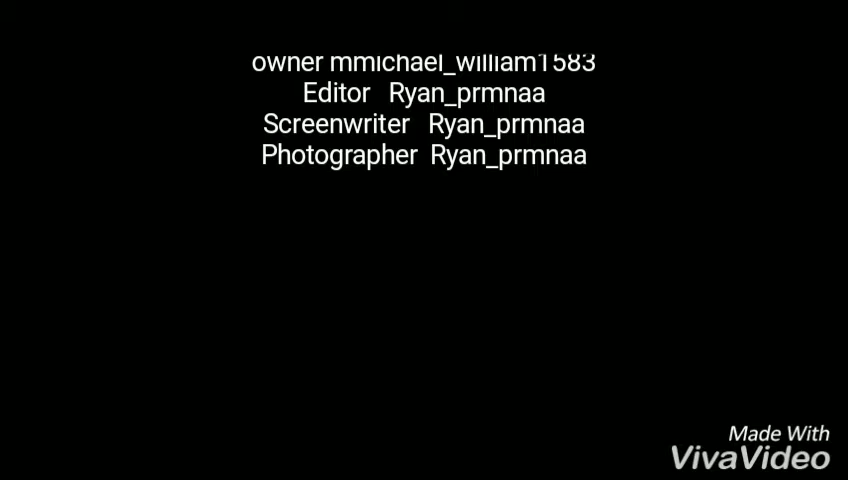 owner mmichael_william1583
Editor Ryan_prmnaa
Screenwriter Ryan_prmnaa
Photographer Ryan_prmnaa
Made With
VivaVideo